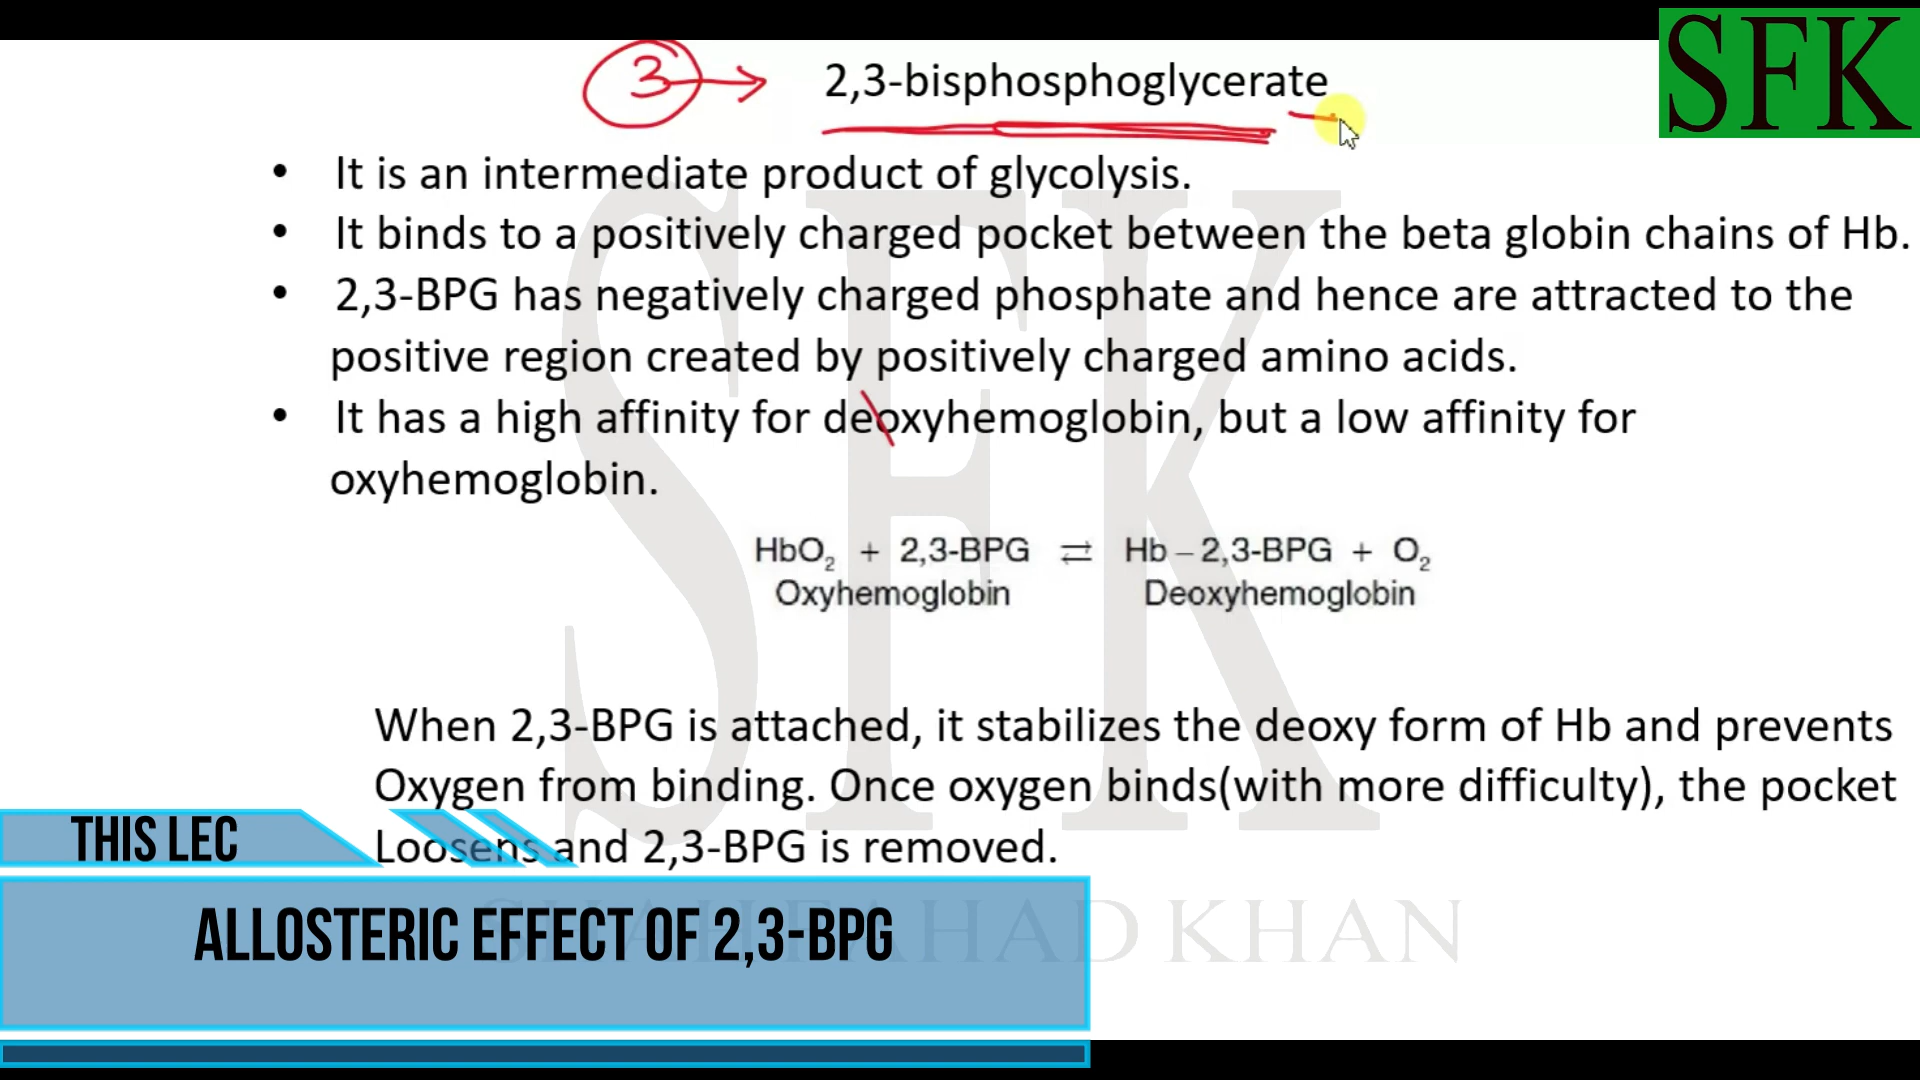 SFK
3 → 2,3-bisphosphoglycerate
• It is an intermediate product of glycolysis.
• It binds to a positively charged pocket between the beta globin chains of Hb.
• 2,3-BPG has negatively charged phosphate and hence are attracted to the
positive region created by positively charged amino acids.
• It has a high affinity for deoxyhemoglobin, but a low affinity for
oxyhemoglobin.
HbO₂ + 2,3-BPG ⇄ Hb – 2,3-BPG + O₂
Oxyhemoglobin Deoxyhemoglobin
When 2,3-BPG is attached, it stabilizes the deoxy form of Hb and prevents
Oxygen from binding. Once oxygen binds(with more difficulty), the pocket
Loosens and 2,3-BPG is removed.
THIS LEC
ALLOSTERIC EFFECT OF 2,3-BPG
SFK
KHAN